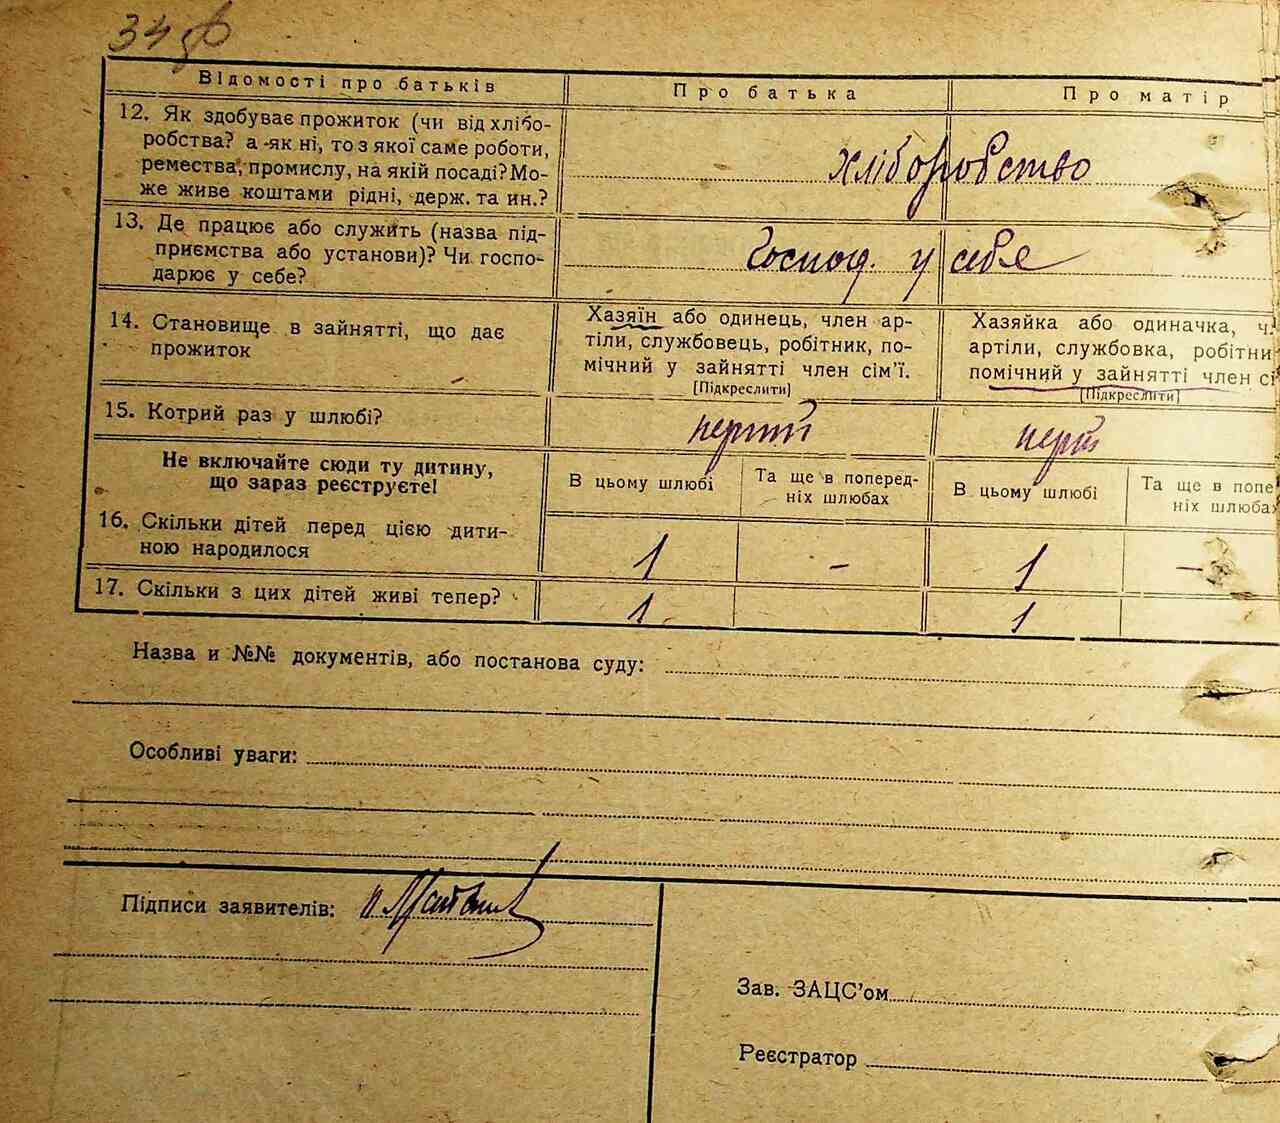 34 зв
Відомості про батьків
Про батька
Про матір
12. Як здобуває прожиток (чи від хлібо-
робства? а як ні, то з якої саме роботи,
ремества, промислу, на якій посаді? Мо-
же живе коштами рідні, держ. та ин.?
хліборобство
13. Де працює або служить (назва під-
приємства або установи)? Чи госпо-
дарює у себе?
Господ. у себе
14. Становище в зайнятті, що дає
прожиток
Хазяїн або одинець, член ар-
тіли, службовець, робітник, по-
мічний у зайнятті член сім'ї.
[Підкреслити]
Хазяйка або одиначка, ч.
артіли, службовка, робітни
помічний у зайнятті член сі
[Підкреслити]
15. Котрий раз у шлюбі?
перший
перш
Не включайте сюди ту дитину,
що зараз реєструєте!
В цьому шлюбі
Та ще в поперед-
ніх шлюбах
В цьому шлюбі
Та ще в попе
ніх шлюбах
16. Скільки дітей перед цією дити-
ною народилося
1 - 1 -
17. Скільки з цих дітей живі тепер?
1 1
Назва и №№ документів, або постанова суду:
Особливі уваги:
Підписи заявителів:
Зав. ЗАЦС'ом
Реєстратор